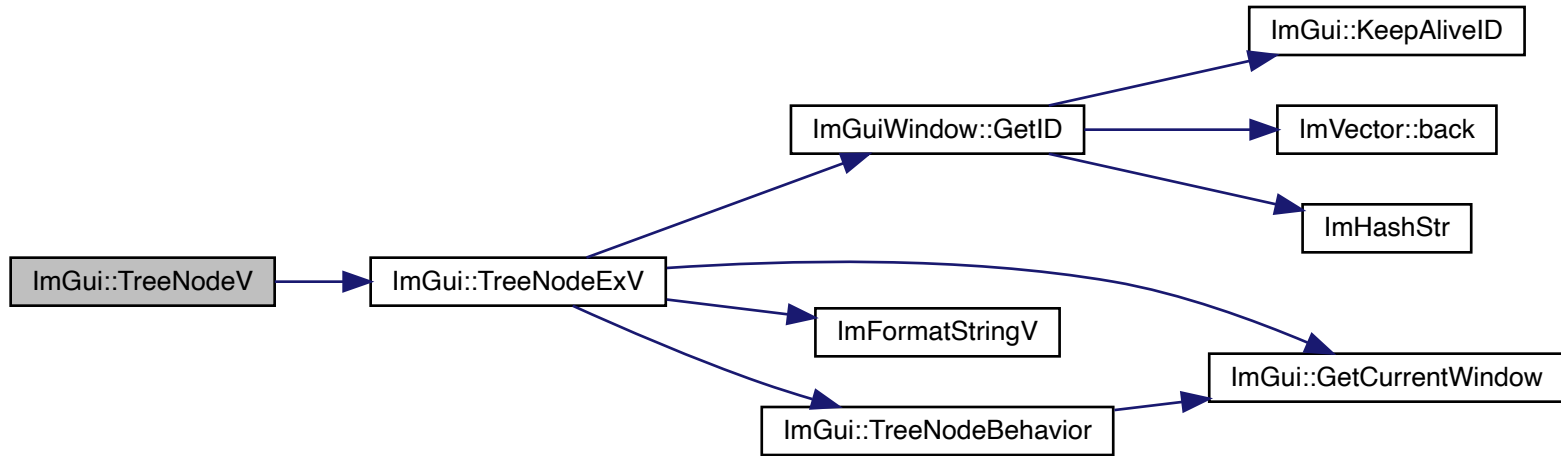 ImGui::KeepAliveID
ImGuiWindow::GetID
ImVector::back
ImHashStr
ImGui::TreeNodeV
ImGui::TreeNodeExV
ImFormatStringV
ImGui::GetCurrentWindow
ImGui::TreeNodeBehavior